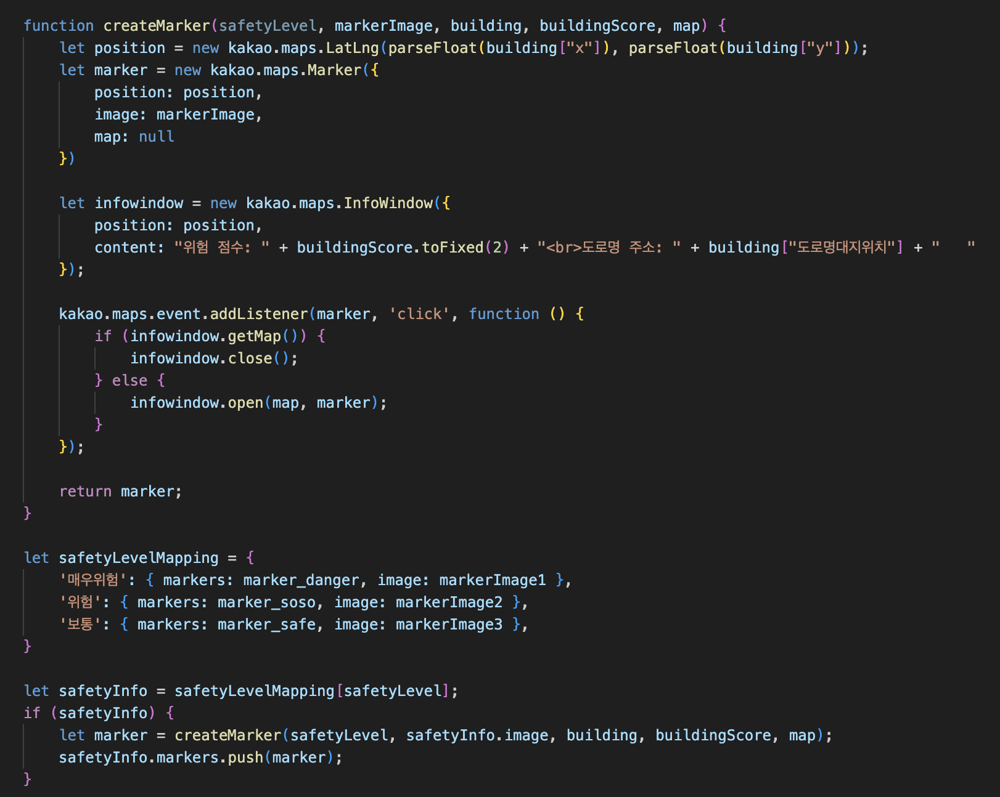 function createMarker(safetyLevel, markerImage, building, buildingScore, map) {
    let position = new kakao.maps.LatLng(parseFloat(building["x"]), parseFloat(building["y"]));
    let marker = new kakao.maps.Marker({
        position: position,
        image: markerImage,
        map: null
    })

    let infowindow = new kakao.maps.InfoWindow({
        position: position,
        content: "위험 점수: " + buildingScore.toFixed(2) + "<br>도로명 주소: " + building["도로명대지위치"] + "   "
    });

    kakao.maps.event.addListener(marker, 'click', function () {
        if (infowindow.getMap()) {
            infowindow.close();
        } else {
            infowindow.open(map, marker);
        }
    });

    return marker;
}

let safetyLevelMapping = {
    '매우위험': { markers: marker_danger, image: markerImage1 },
    '위험': { markers: marker_soso, image: markerImage2 },
    '보통': { markers: marker_safe, image: markerImage3 },
}

let safetyInfo = safetyLevelMapping[safetyLevel];
if (safetyInfo) {
    let marker = createMarker(safetyLevel, safetyInfo.image, building, buildingScore, map);
    safetyInfo.markers.push(marker);
}